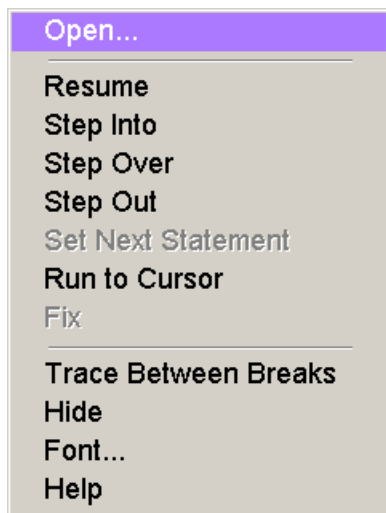 Open...
Resume
Step Into
Step Over
Step Out
Set Next Statement
Run to Cursor
Fix
Trace Between Breaks
Hide
Font...
Help